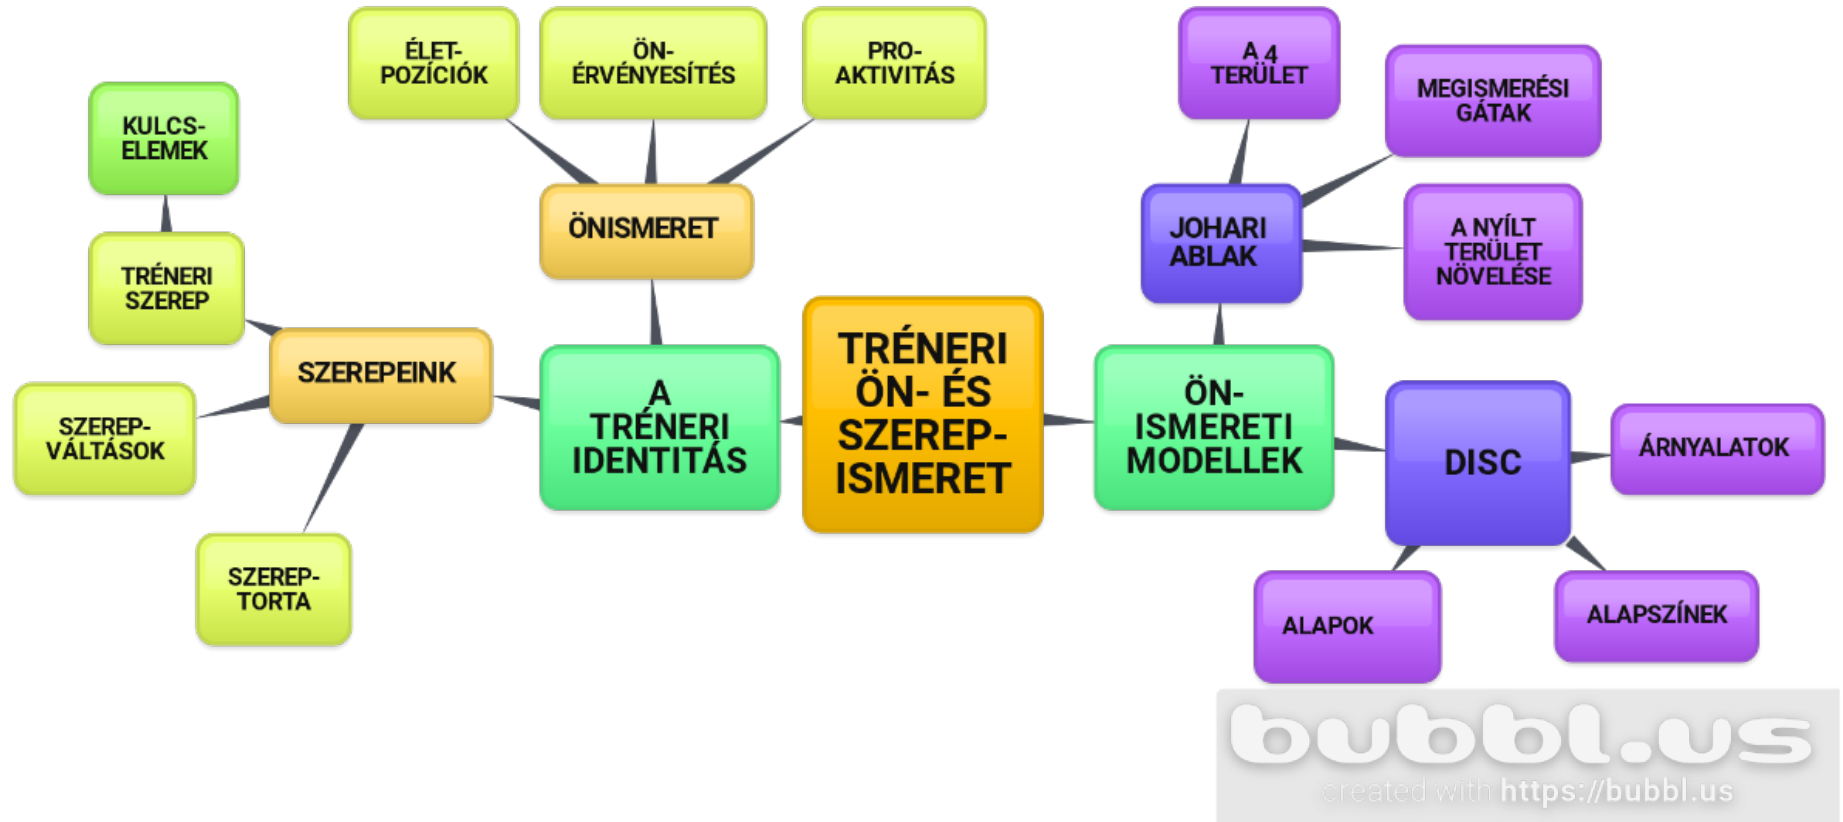 ÉLET-
POZÍCIÓK
ÖN-
ÉRVÉNYESÍTÉS
PRO-
AKTIVITÁS
KULCS-
ELEMEK
TRÉNERI
SZEREP
ÖNISMERET
SZEREPEINK
SZEREP-
VÁLTÁSOK
SZEREP-
TORTA
A
TRÉNERI
IDENTITÁS
TRÉNERI
ÖN- ÉS
SZEREP-
ISMERET
ÖN-
ISMERETI
MODELLEK
A 4
TERÜLET
MEGISMERÉSI
GÁTAK
JOHARI
ABLAK
A NYÍLT
TERÜLET
NÖVELÉSE
DISC
ÁRNYALATOK
ALAPOK
ALAPSZÍNEK
bubbl.us
created with https://bubbl.us